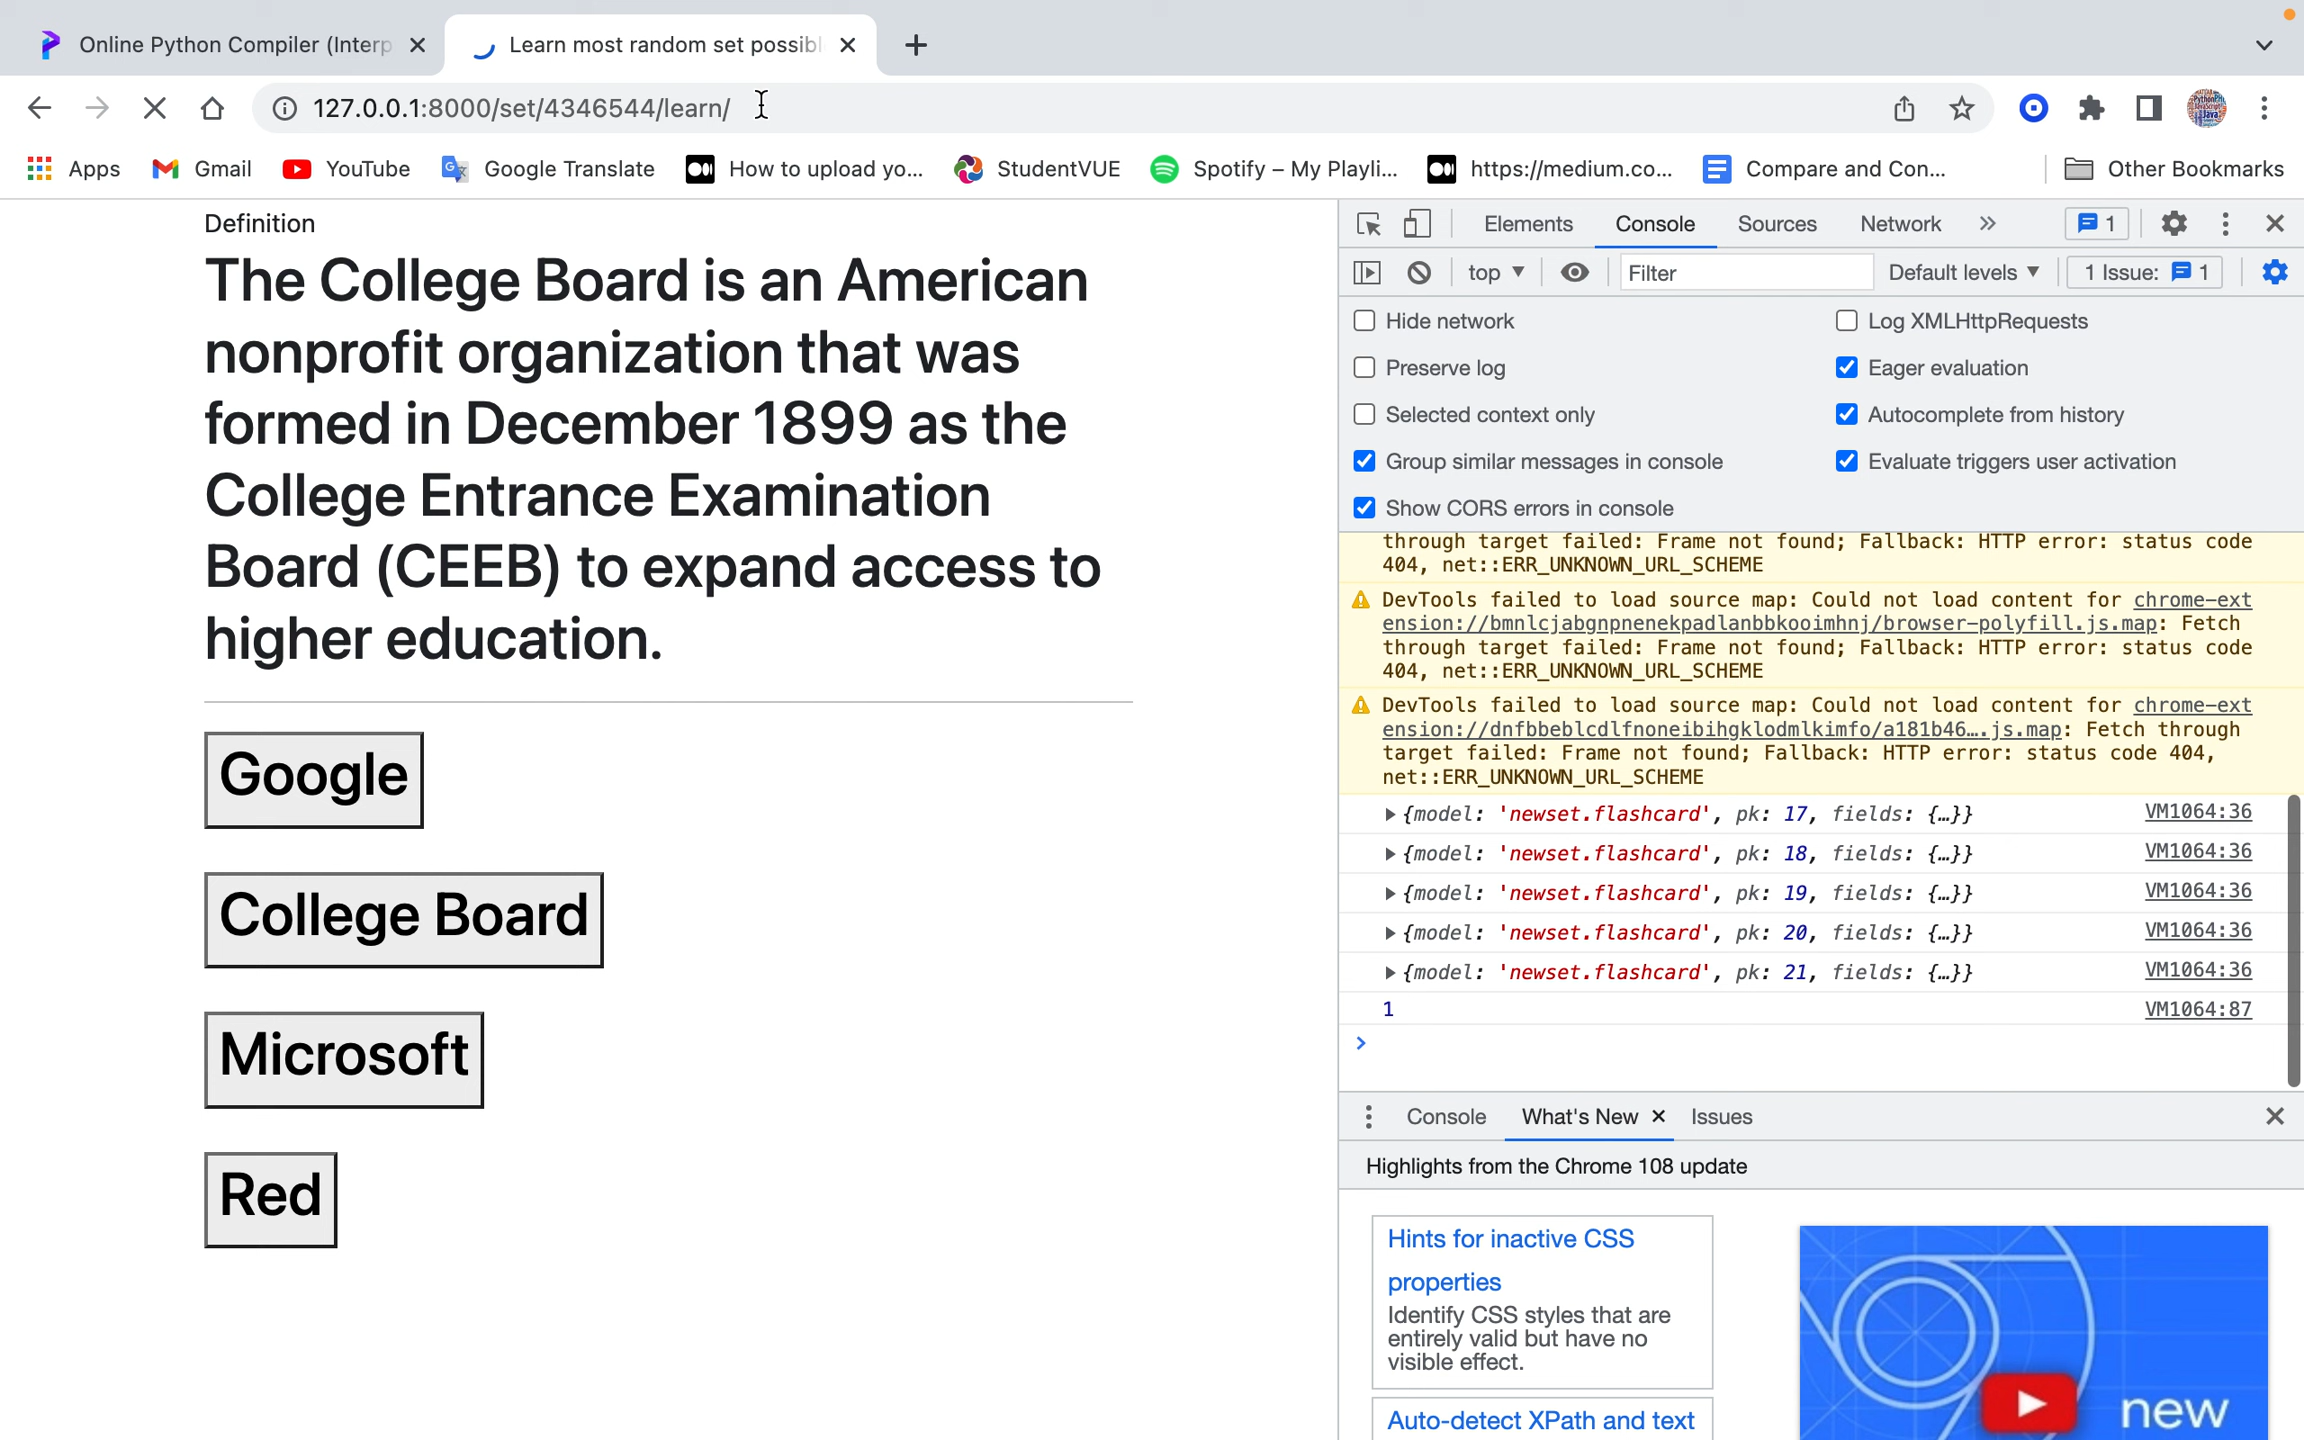 Online Python Compiler (Interp
Learn most random set possibl
127.0.0.1:8000/set/4346544/learn/
Apps
Gmail
YouTube
Google Translate
How to upload yo...
StudentVUE
Spotify – My Playli...
https://medium.co...
Compare and Con...
Other Bookmarks
Definition
The College Board is an American
nonprofit organization that was
formed in December 1899 as the
College Entrance Examination
Board (CEEB) to expand access to
higher education.
Google
College Board
Microsoft
Red
Elements
Console
Sources
Network
1
top
Filter
Default levels
1 Issue: 1
Hide network
Log XMLHttpRequests
Preserve log
Eager evaluation
Selected context only
Autocomplete from history
Group similar messages in console
Evaluate triggers user activation
Show CORS errors in console
through target failed: Frame not found; Fallback: HTTP error: status code
404, net::ERR_UNKNOWN_URL_SCHEME
DevTools failed to load source map: Could not load content for chrome-ext
ension://bmnlcjabgnpnenekpadlanbbkooimhnj/browser-polyfill.js.map: Fetch
through target failed: Frame not found; Fallback: HTTP error: status code
404, net::ERR_UNKNOWN_URL_SCHEME
DevTools failed to load source map: Could not load content for chrome-ext
ension://dnfbbeblcdlfnoneibihgklodmlkimfo/a181b46….js.map: Fetch through
target failed: Frame not found; Fallback: HTTP error: status code 404,
net::ERR_UNKNOWN_URL_SCHEME
{model: 'newset.flashcard', pk: 17, fields: {…}} VM1064:36
{model: 'newset.flashcard', pk: 18, fields: {…}} VM1064:36
{model: 'newset.flashcard', pk: 19, fields: {…}} VM1064:36
{model: 'newset.flashcard', pk: 20, fields: {…}} VM1064:36
{model: 'newset.flashcard', pk: 21, fields: {…}} VM1064:36
1 VM1064:87
Console
What's New
Issues
Highlights from the Chrome 108 update
Hints for inactive CSS
properties
Identify CSS styles that are
entirely valid but have no
visible effect.
Auto-detect XPath and text
new